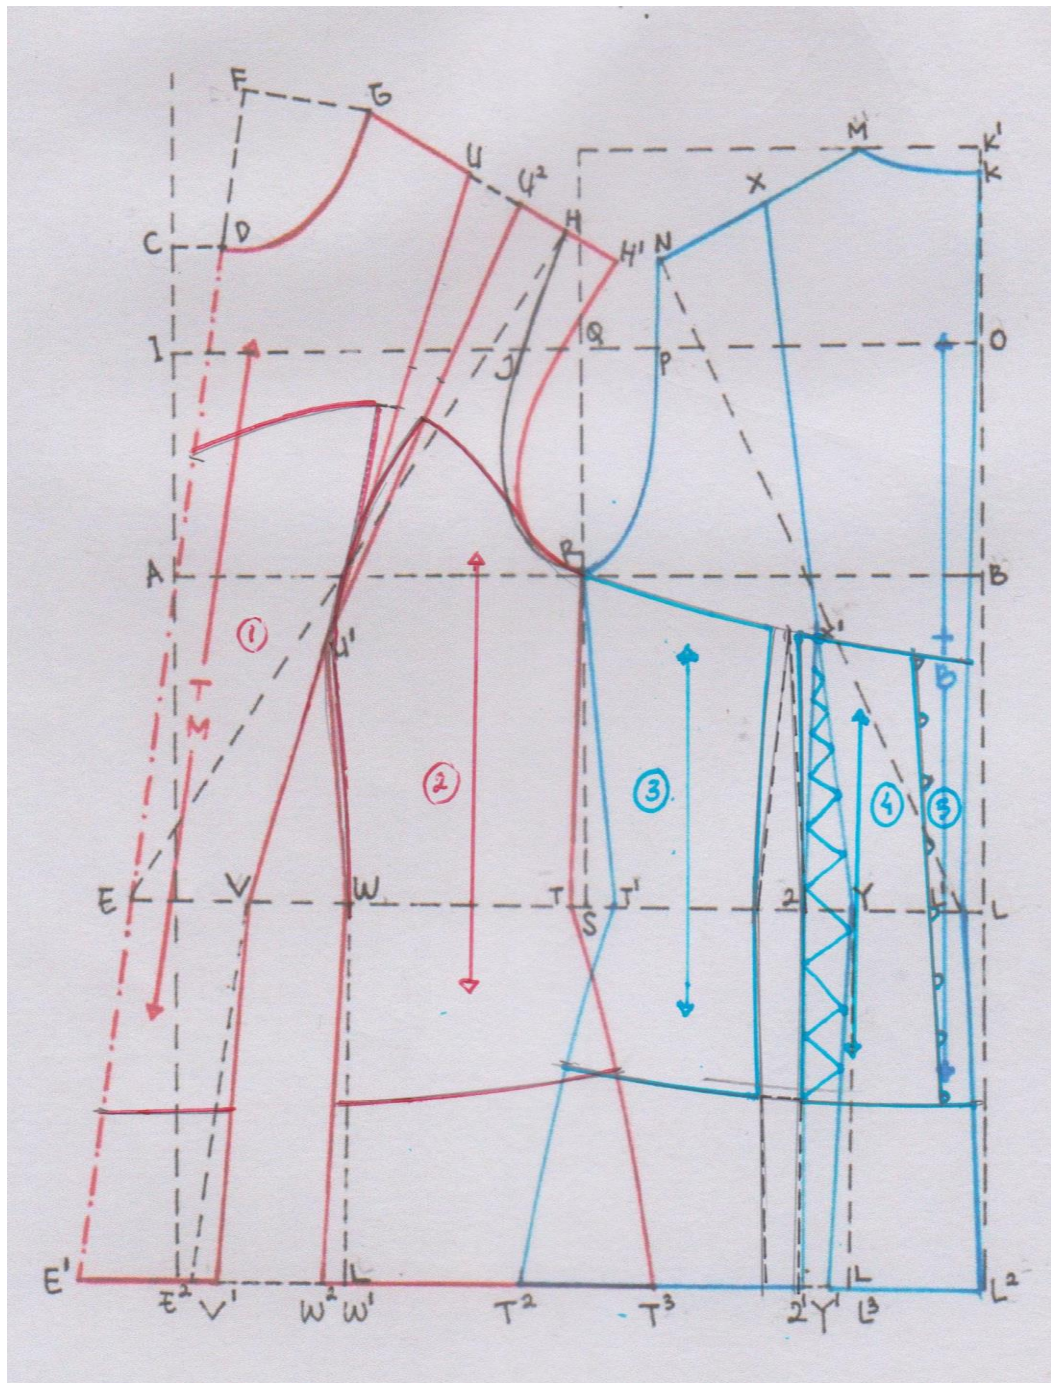 F
G
M
K'
K
U
U²
X
H
H'
N
C
D
I
J
Q
P
O
A
R
B
①
U'
X'
T
M
B
②
③
④
⑤
E
V
W
T
S
T'
2
Y
L
L
E'
E²
V'
W²
W'
L
T²
T³
2'
Y'
L
L³
L²